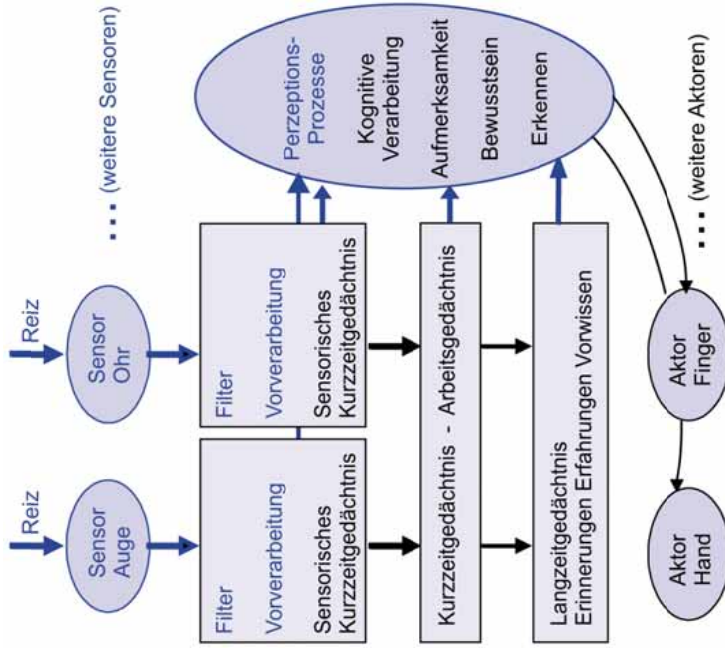 Reiz
Reiz
Sensor
Auge
Sensor
Ohr
... (weitere Sensoren)
Filter
Vorverarbeitung
Sensorisches
Kurzzeitgedächtnis
Filter
Vorverarbeitung
Sensorisches
Kurzzeitgedächtnis
Kurzzeitgedächtnis - Arbeitsgedächtnis
Langzeitgedächtnis
Erinnerungen Erfahrungen Vorwissen
Perzeptions-
Prozesse
Kognitive
Verarbeitung
Aufmerksamkeit
Bewusstsein
Erkennen
Aktor
Hand
Aktor
Finger
... (weitere Aktoren)